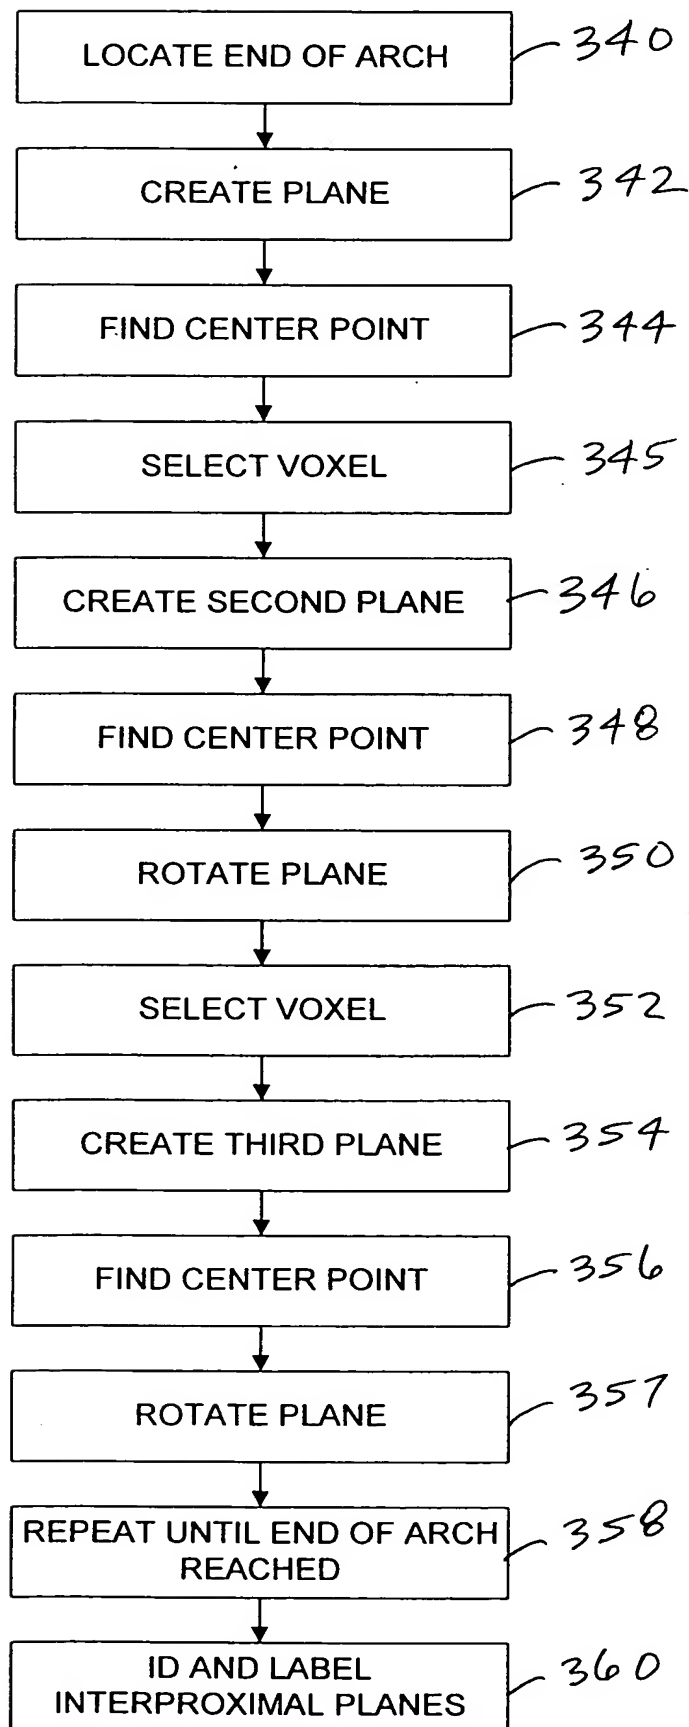 LOCATE END OF ARCH 340
CREATE PLANE 342
FIND CENTER POINT 344
SELECT VOXEL 345
CREATE SECOND PLANE 346
FIND CENTER POINT 348
ROTATE PLANE 350
SELECT VOXEL 352
CREATE THIRD PLANE 354
FIND CENTER POINT 356
ROTATE PLANE 357
REPEAT UNTIL END OF ARCH 358
REACHED
ID AND LABEL 360
INTERPROXIMAL PLANES